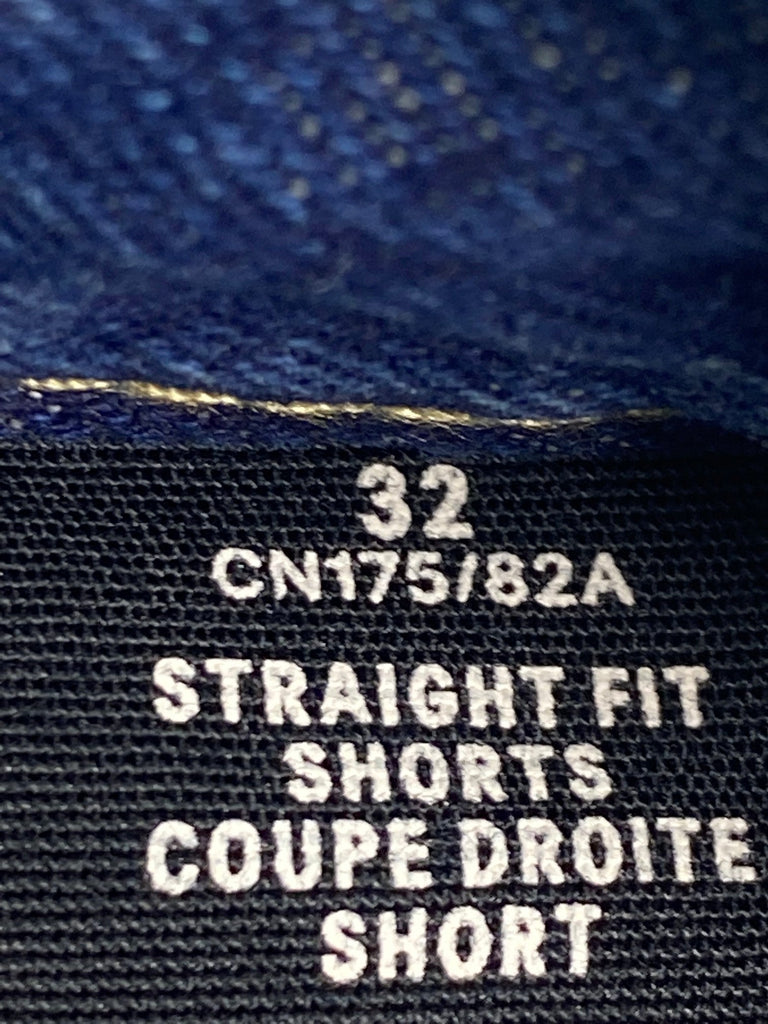 32
CN175/82A
STRAIGHT FIT
SHORTS
COUPE DROITE
SHORT